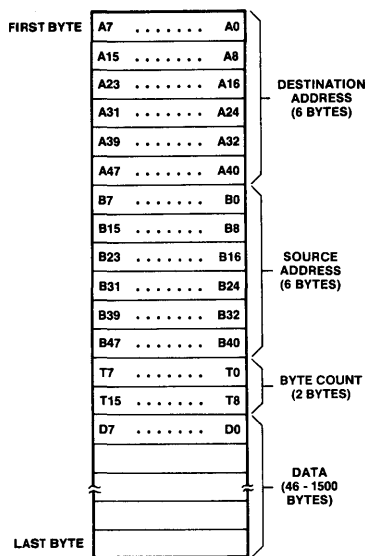 FIRST BYTE A7 . . . . . . . A0
A15 . . . . . . . A8
A23 . . . . . . . A16
A31 . . . . . . . A24
A39 . . . . . . . A32
A47 . . . . . . . A40
DESTINATION
ADDRESS
(6 BYTES)
B7 . . . . . . . B0
B15 . . . . . . . B8
B23 . . . . . . . B16
B31 . . . . . . . B24
B39 . . . . . . . B32
B47 . . . . . . . B40
SOURCE
ADDRESS
(6 BYTES)
T7 . . . . . . . T0
T15 . . . . . . . T8
BYTE COUNT
(2 BYTES)
D7 . . . . . . . D0
DATA
(46 - 1500
BYTES)
LAST BYTE